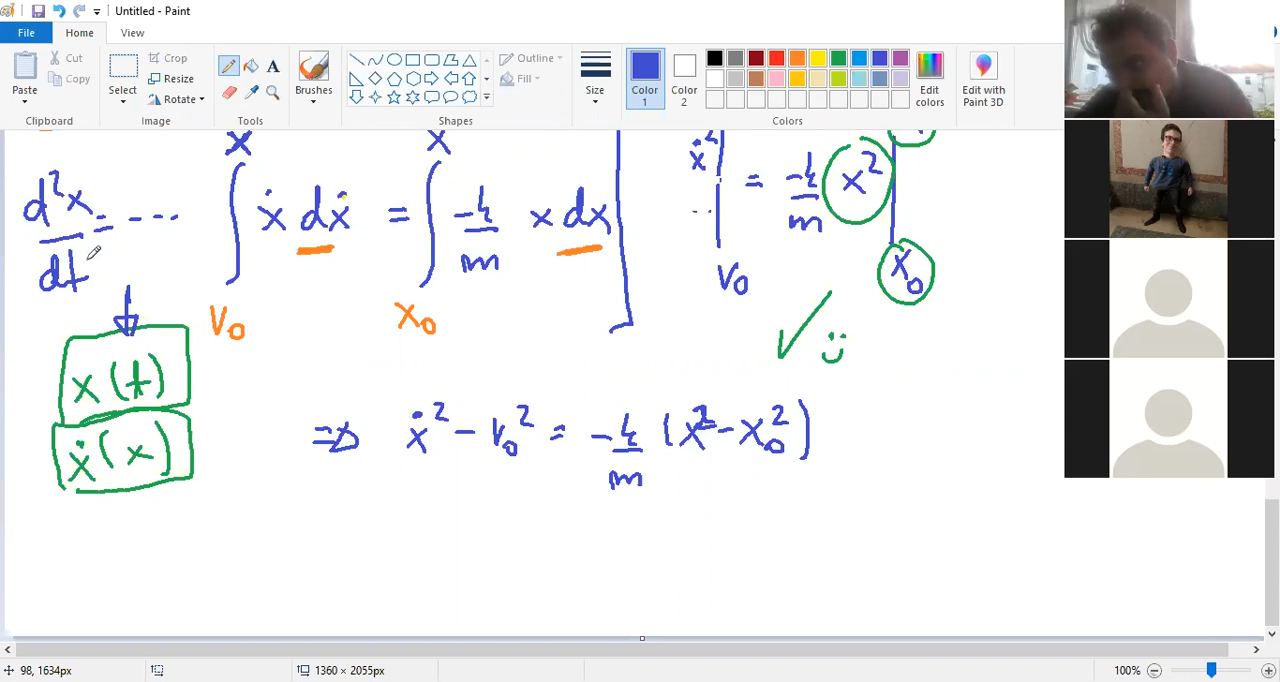 Untitled - Paint
File Home View
Paste
Cut
Copy
Clipboard
Select
Crop
Resize
Rotate
Image
A
Tools
Brushes
Outline
Fill
Shapes
Size
Color 1
Color 2
Edit colors
Edit with Paint 3D
Colors
d²x/dt = --- ∫ ẋ dẋ = ∫ -k/m x dx
ẋ x
v₀ x₀
ẋ² | = -k/m x² |
v₀ x₀
x (t)
ẋ (x)
⇒ ẋ² - v₀² = -k/m (x² - x₀²)
98, 1634px
1360 × 2055px
100%